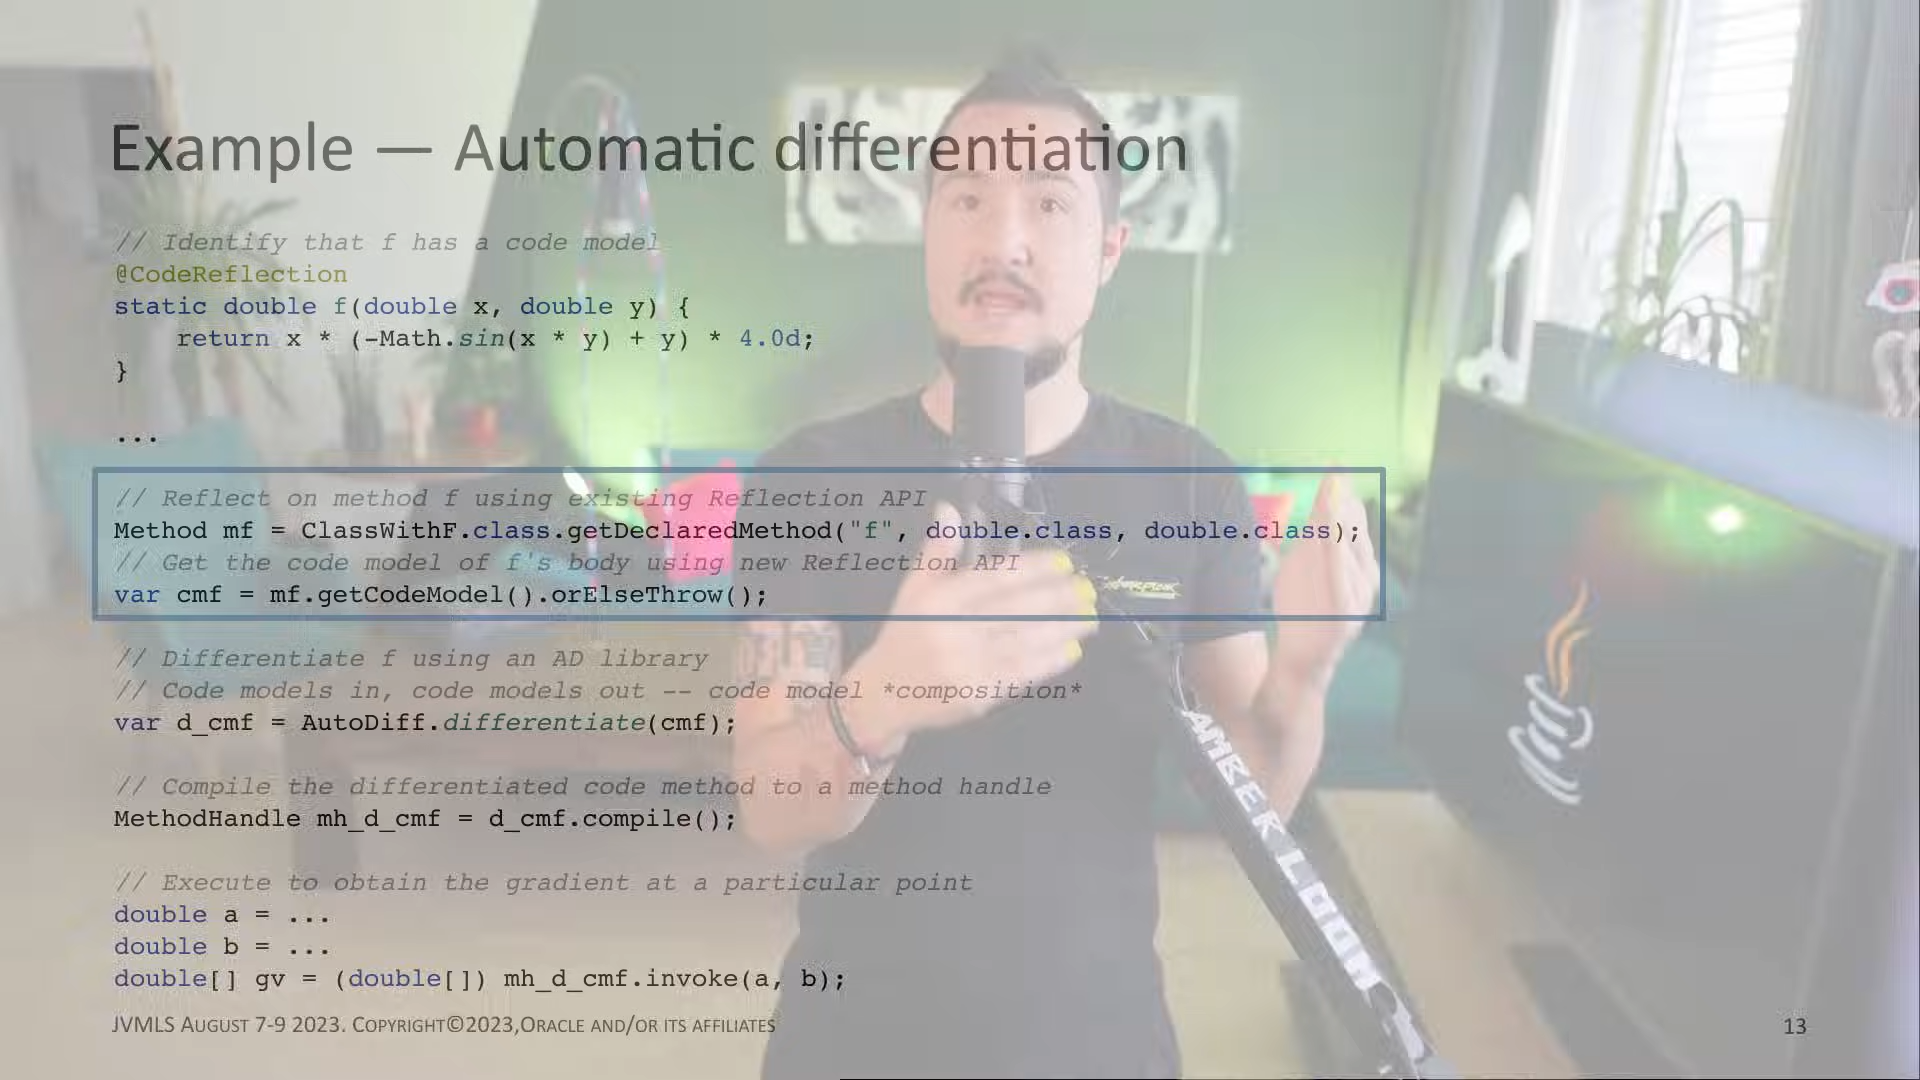 Example — Automatic differentiation
// Identify that f has a code model
@CodeReflection
static double f(double x, double y) {
    return x * (-Math.sin(x * y) + y) * 4.0d;
}
...
// Reflect on method f using existing Reflection API
Method mf = ClassWithF.class.getDeclaredMethod("f", double.class, double.class);
// Get the code model of f's body using new Reflection API
var cmf = mf.getCodeModel().orElseThrow();
// Differentiate f using an AD library
// Code models in, code models out -- code model *composition*
var d_cmf = AutoDiff.differentiate(cmf);
// Compile the differentiated code method to a method handle
MethodHandle mh_d_cmf = d_cmf.compile();
// Execute to obtain the gradient at a particular point
double a = ...
double b = ...
double[] gv = (double[]) mh_d_cmf.invoke(a, b);
JVMLS August 7-9 2023. Copyright©2023,Oracle and/or its affiliates
13
AMBER LOOM